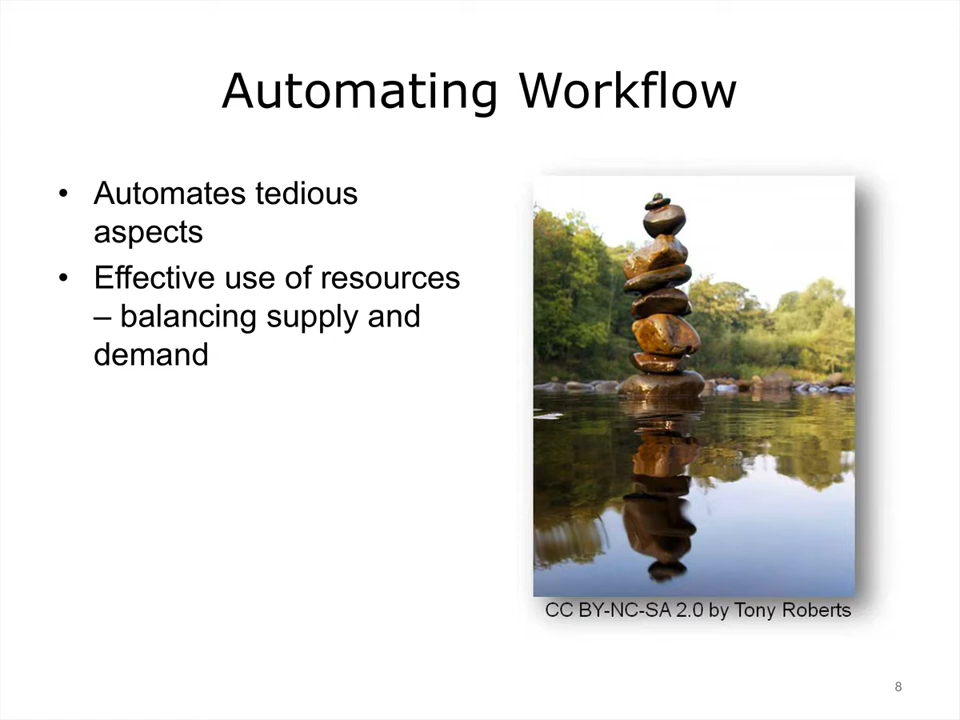 Automating Workflow
• Automates tedious
aspects
• Effective use of resources
– balancing supply and
demand
CC BY-NC-SA 2.0 by Tony Roberts
8